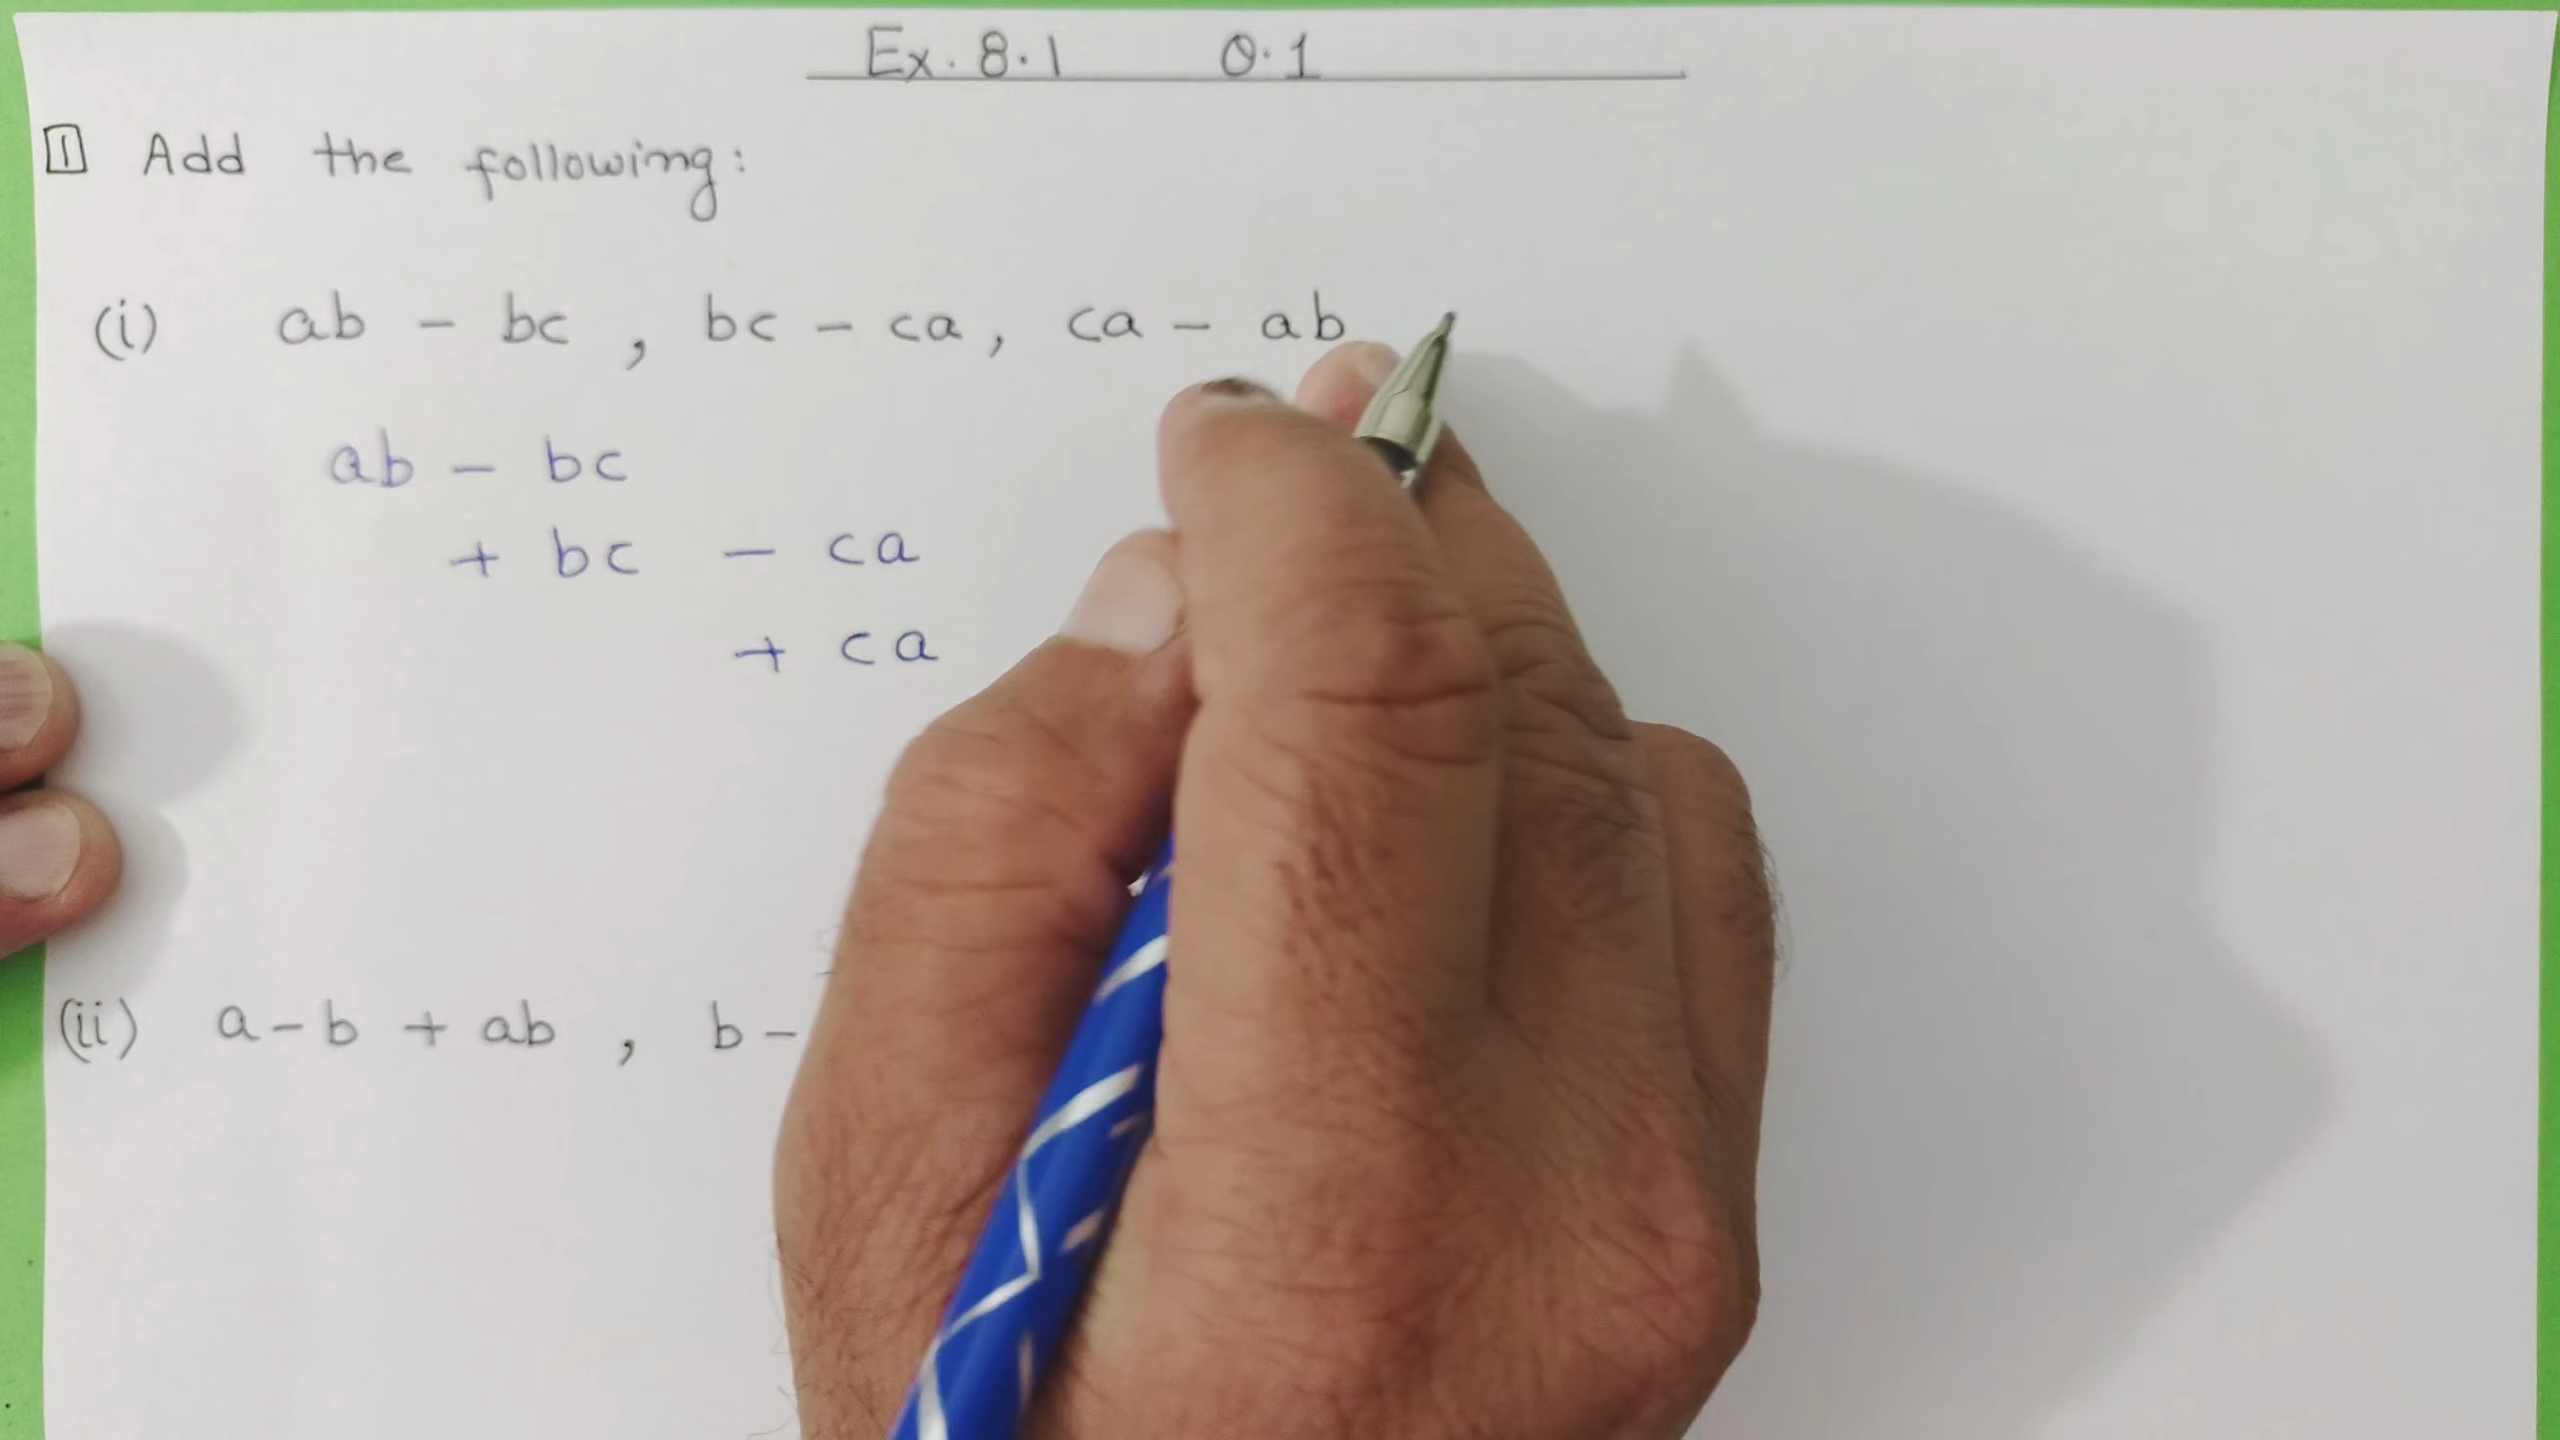 Ex. 8.1 Q.1
1 Add the following:
(i) ab - bc , bc - ca, ca - ab
ab - bc
+ bc - ca
+ ca
(ii) a - b + ab , b -